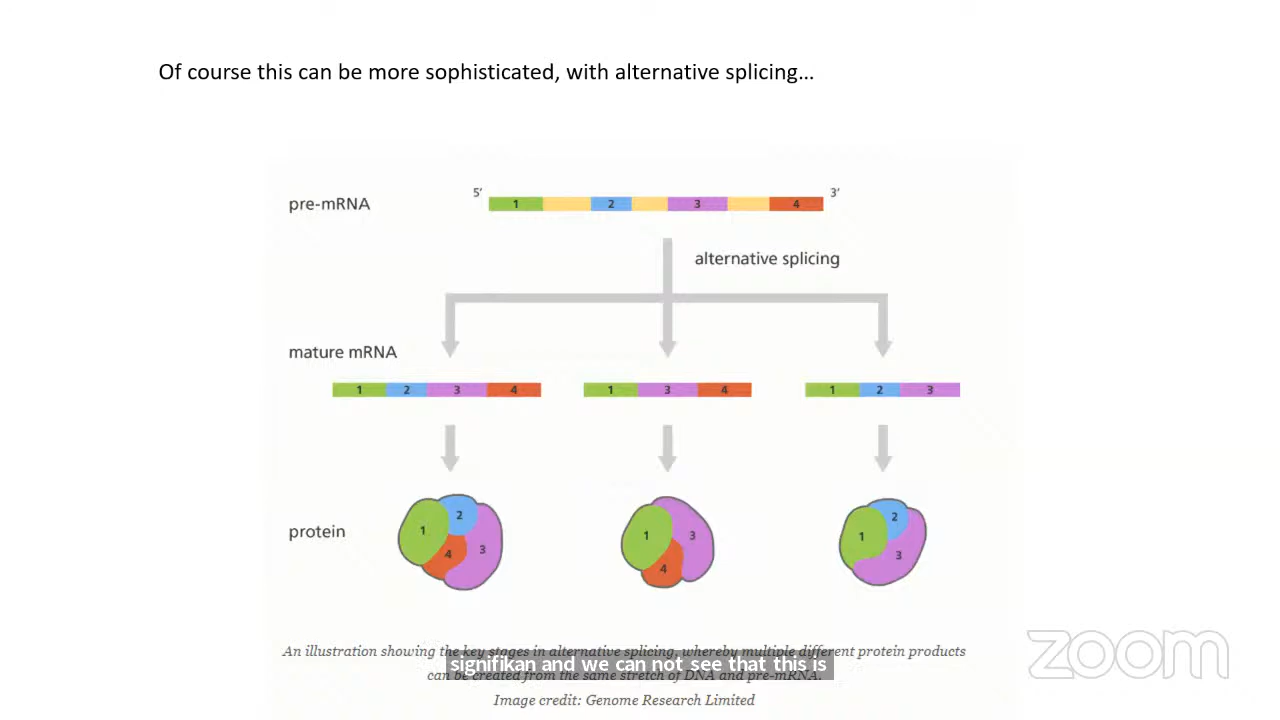 Of course this can be more sophisticated, with alternative splicing...
5' 3'
pre-mRNA 1 2 3 4
alternative splicing
mature mRNA
1 2 3 4 1 3 4 1 2 3
protein
1 2 3 4 1 3 4 1 2 3
An illustration showing the key stages in alternative splicing, whereby multiple different protein products
signifikan and we can not see that this is
can be created from the same stretch of DNA and pre-mRNA.
Image credit: Genome Research Limited
zoom